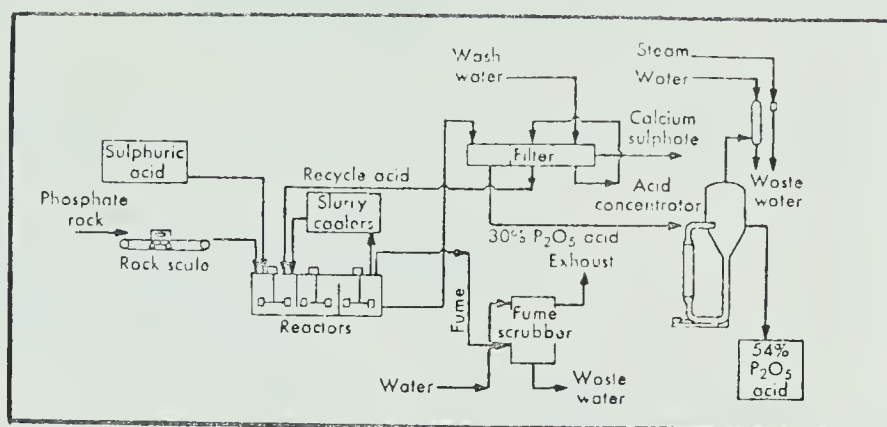 Wash
water
Steam
Water
Calcium
sulphate
Sulphuric
acid
Recycle acid
Filter
Acid
concentrator
Waste
water
Phosphate
rock
Slurry
coolers
30% P₂O₅ acid
Exhaust
Rock scale
Reactors
Fume
Fume
scrubber
Water
Waste
water
54%
P₂O₅
acid